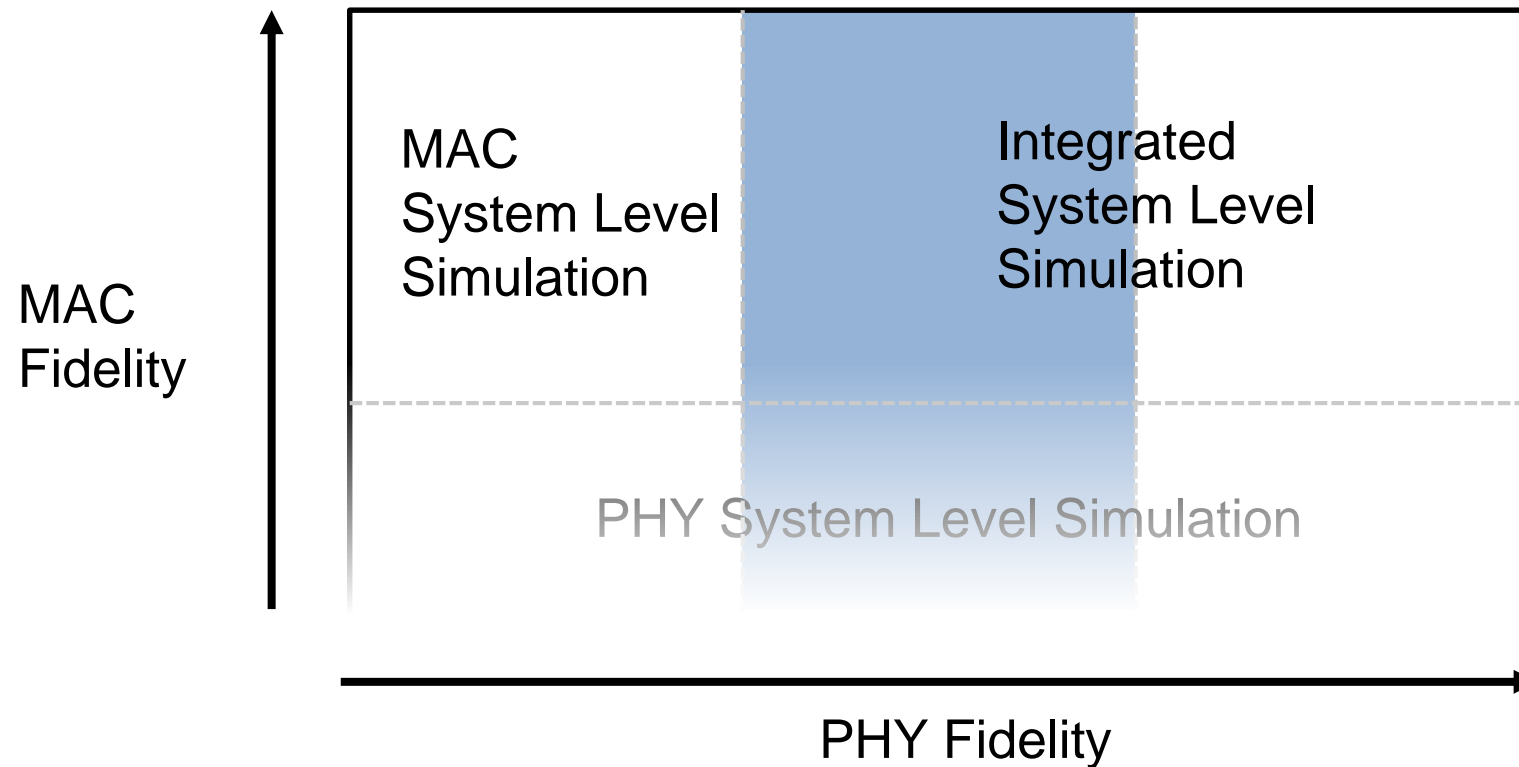 MAC
System Level
Simulation
Integrated
System Level
Simulation
MAC
Fidelity
PHY System Level Simulation
PHY Fidelity